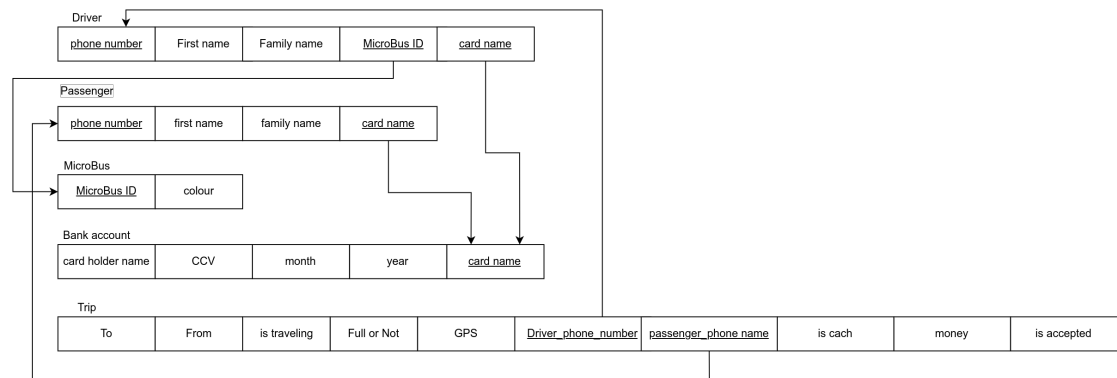 Driver
phone number First name Family name MicroBus ID card name
Passenger
phone number first name family name card name
MicroBus
MicroBus ID colour
Bank account
card holder name CCV month year card name
Trip
To From is traveling Full or Not GPS Driver_phone_number passenger_phone name is cach money is accepted